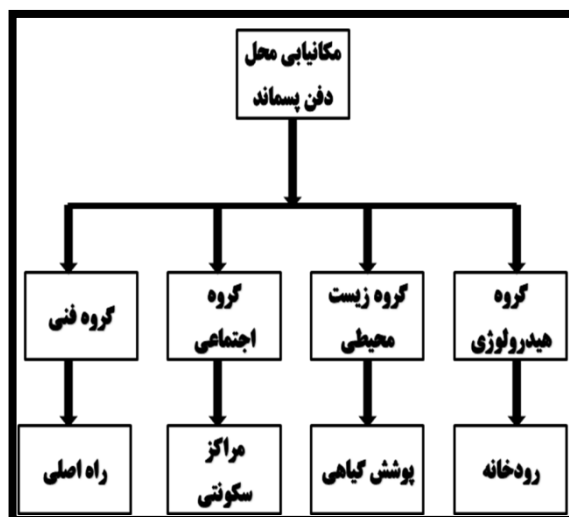 مکانیابی محل
دفن پسماند
گروه
هیدرولوژی
گروه زیست
محیطی
گروه
اجتماعی
گروه فنی
رودخانه
پوشش گیاهی
مراکز
سکونتی
راه اصلی